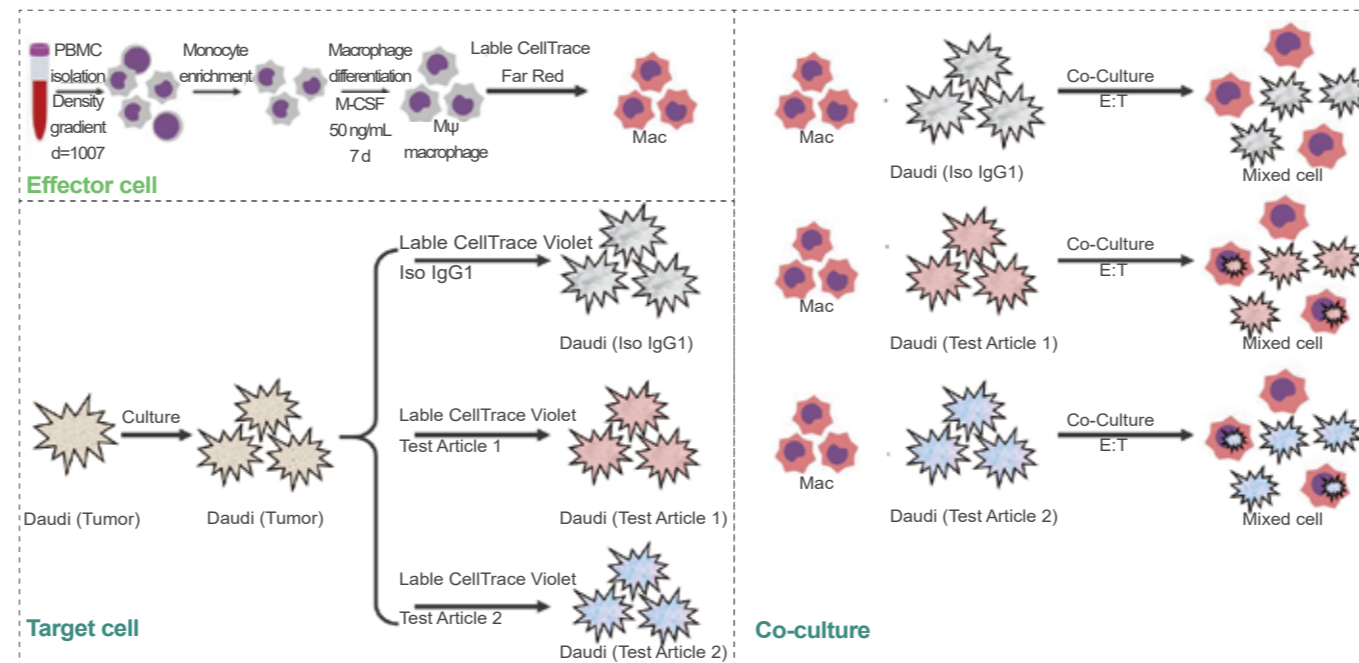 PBMC
isolation
Density
gradient
d=1007
Monocyte
enrichment
Macrophage
differentiation
M-CSF
50 ng/mL
7 d
Mψ
macrophage
Lable CellTrace
Far Red
Mac
Effector cell
Daudi (Tumor)
Culture
Daudi (Tumor)
Lable CellTrace Violet
Iso IgG1
Daudi (Iso IgG1)
Lable CellTrace Violet
Test Article 1
Daudi (Test Article 1)
Lable CellTrace Violet
Test Article 2
Daudi (Test Article 2)
Target cell
Mac
Daudi (Iso IgG1)
Co-Culture
E:T
Mixed cell
Mac
Daudi (Test Article 1)
Co-Culture
E:T
Mixed cell
Mac
Daudi (Test Article 2)
Co-Culture
E:T
Mixed cell
Co-culture